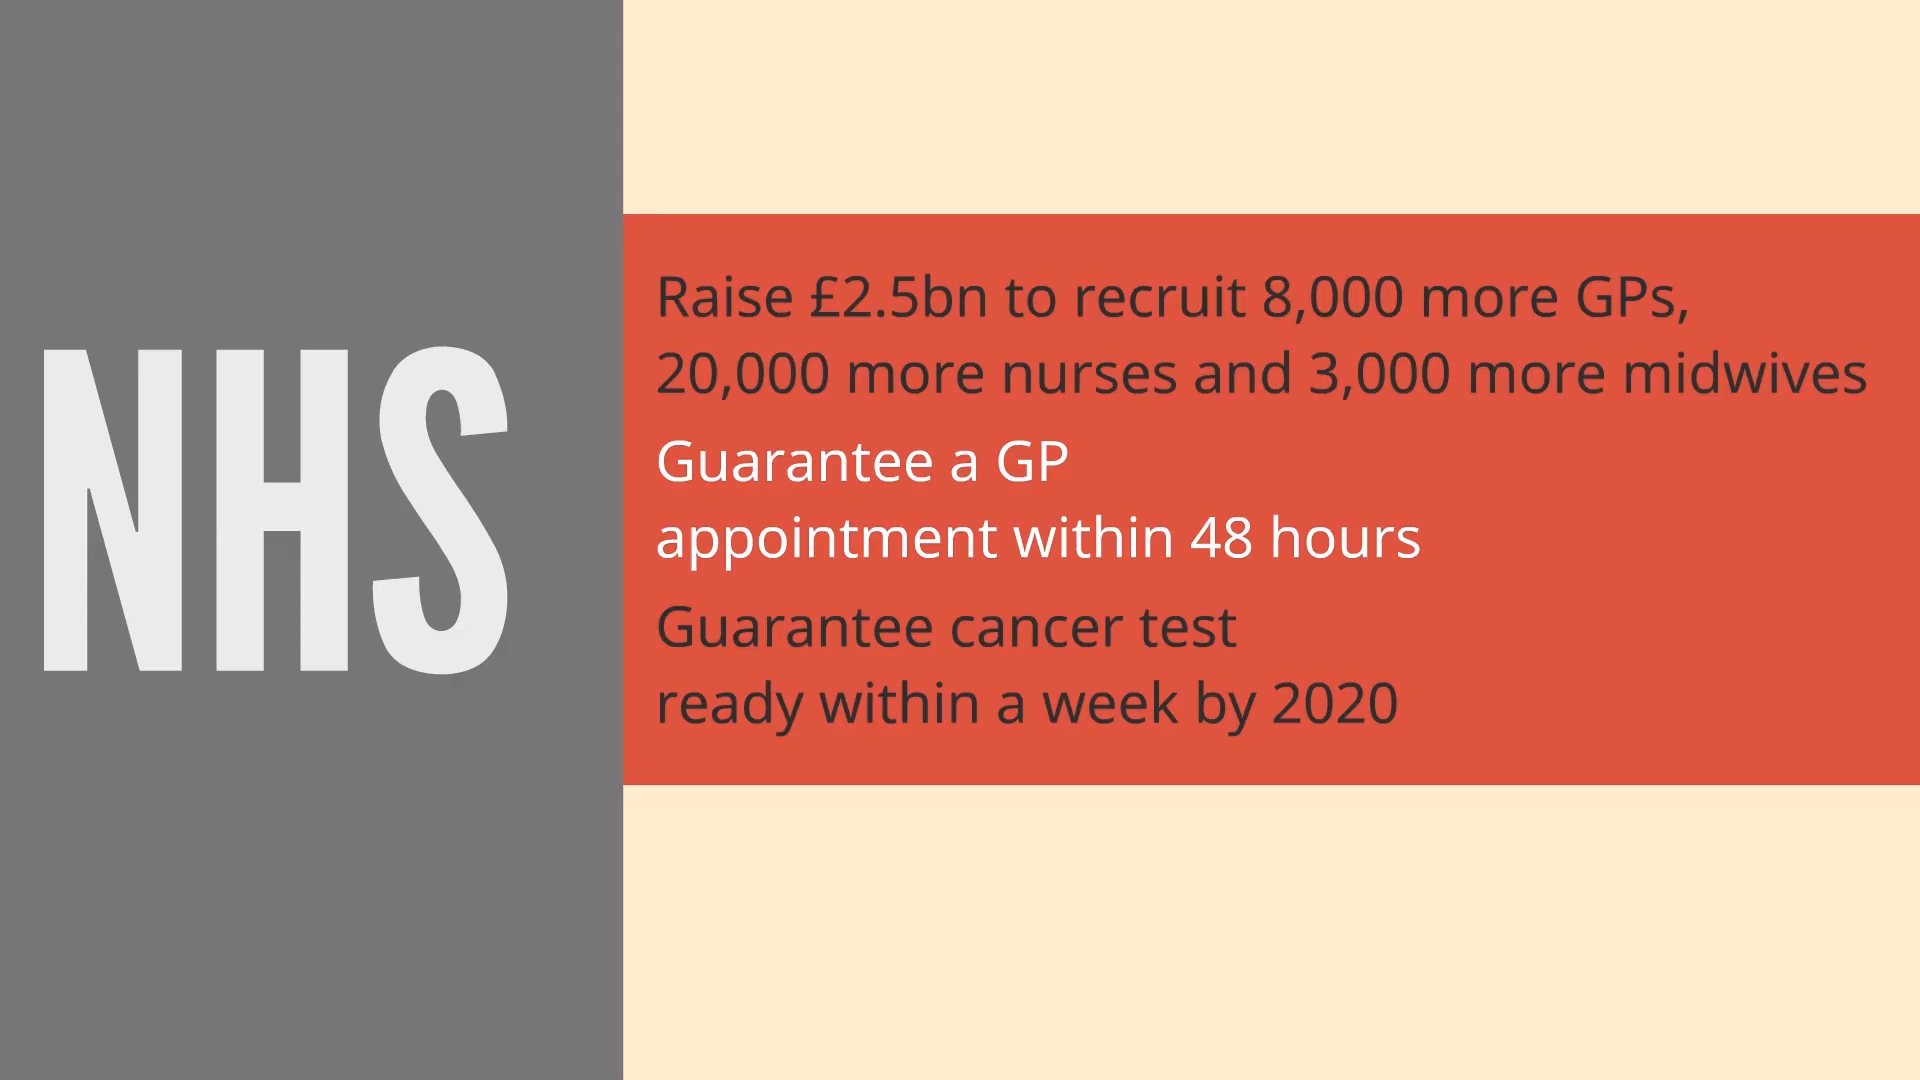 NHS
Raise £2.5bn to recruit 8,000 more GPs,
20,000 more nurses and 3,000 more midwives
Guarantee a GP
appointment within 48 hours
Guarantee cancer test
ready within a week by 2020